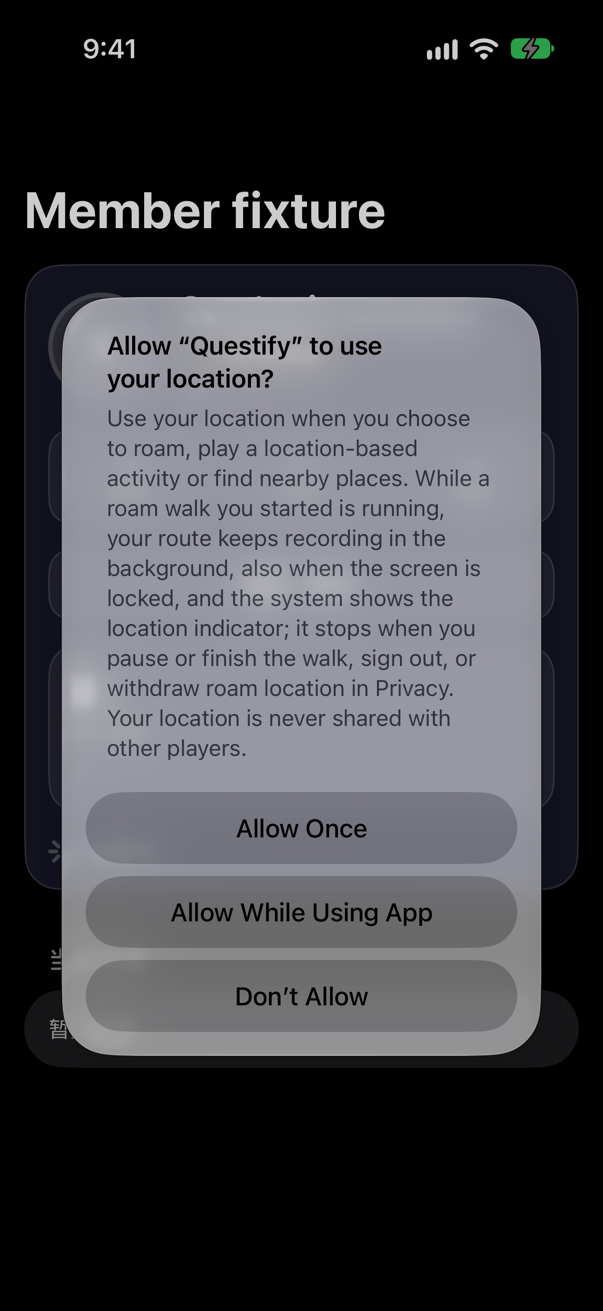 9:41
Member fixture
Allow “Questify” to use
your location?
Use your location when you choose
to roam, play a location-based
activity or find nearby places. While a
roam walk you started is running,
your route keeps recording in the
background, also when the screen is
locked, and the system shows the
location indicator; it stops when you
pause or finish the walk, sign out, or
withdraw roam location in Privacy.
Your location is never shared with
other players.
Allow Once
Allow While Using App
Don’t Allow
暂